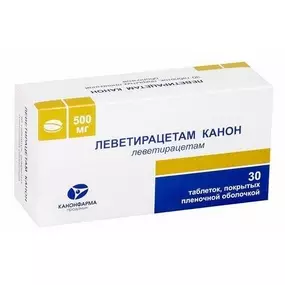 500
мг
ЛЕВЕТИРАЦЕТАМ КАНОН
леветирацетам
30
таблеток, покрытых
пленочной оболочкой
КАНОНФАРМА